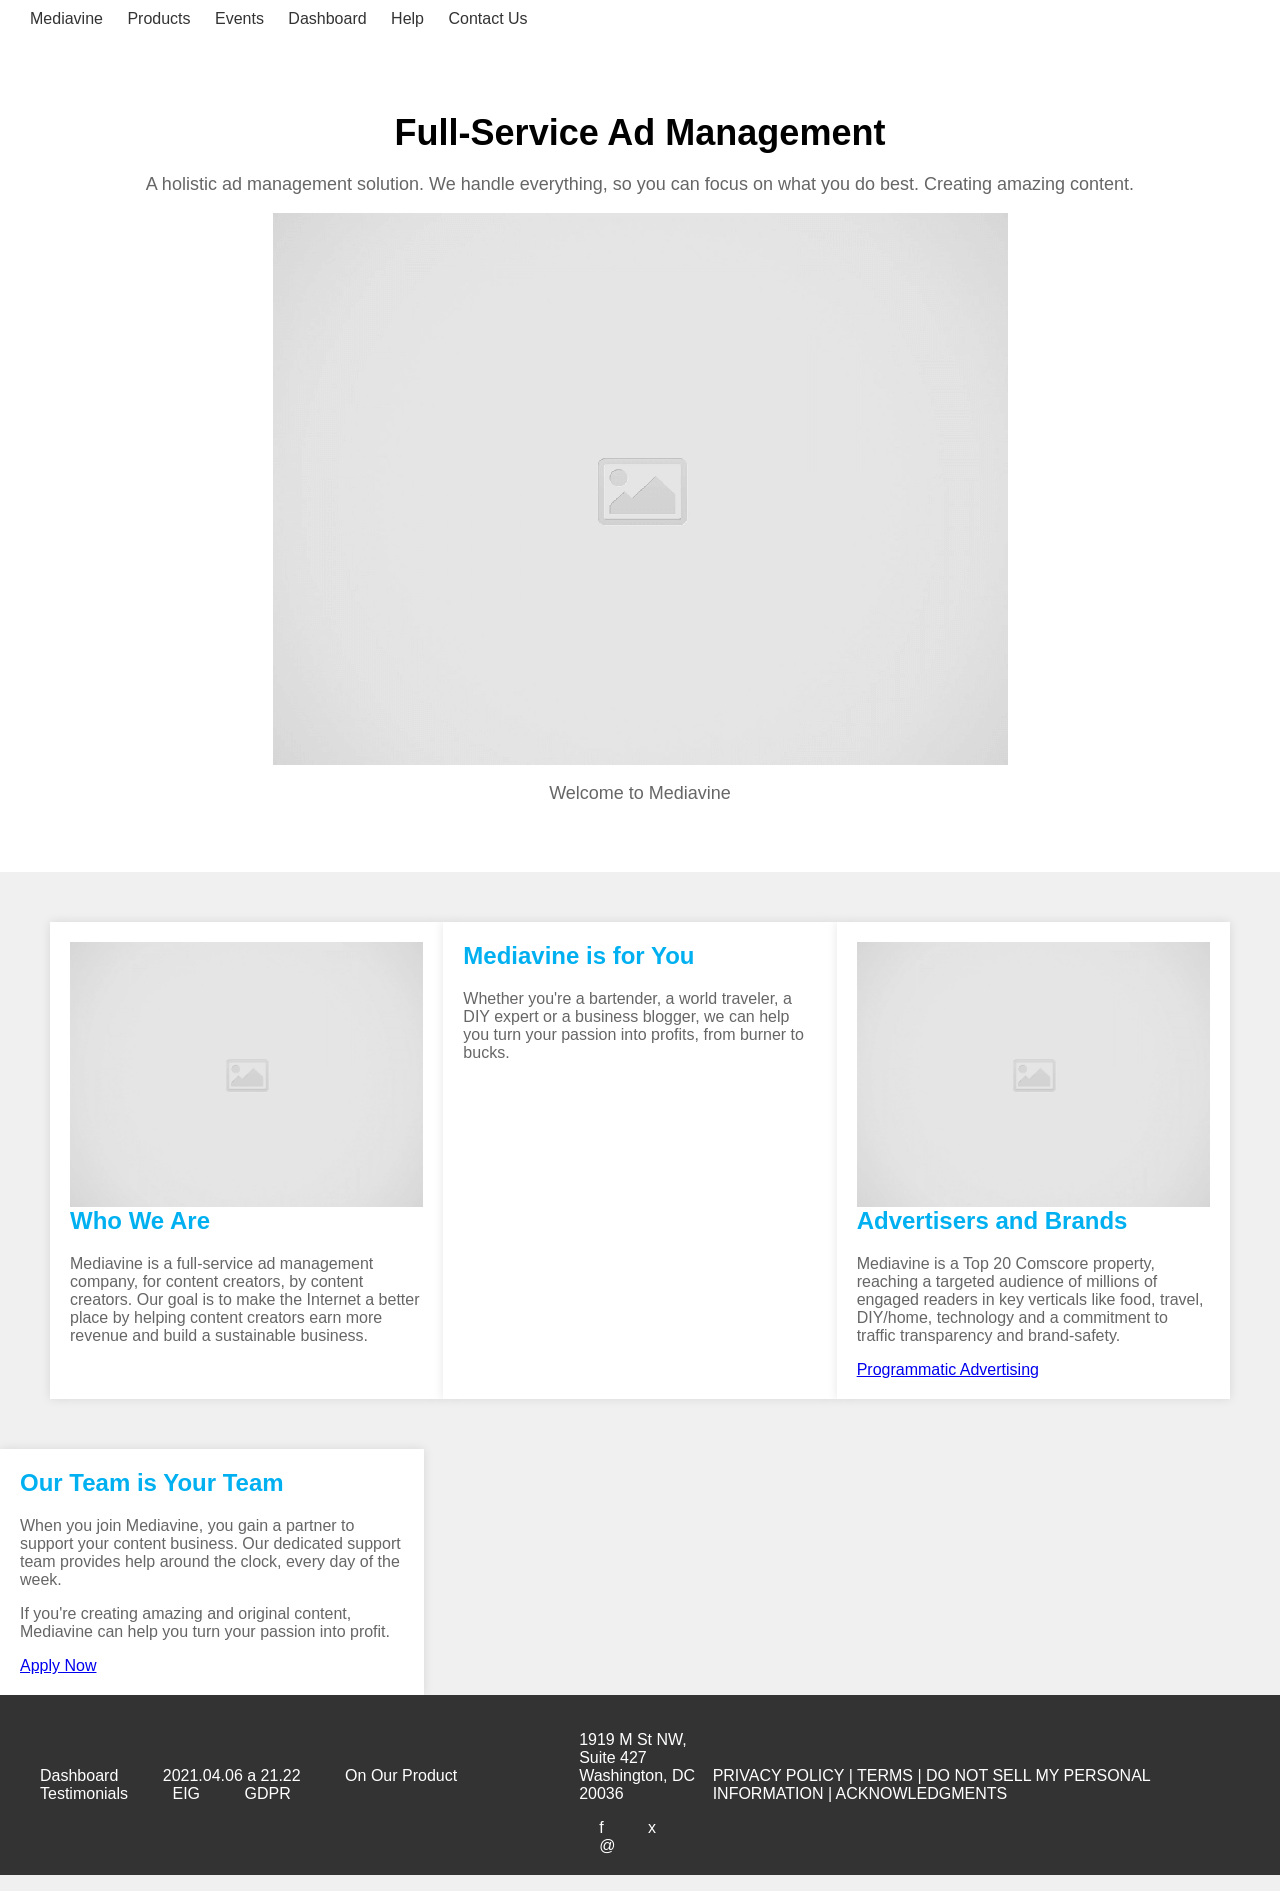 Mediavine Products Events Dashboard Help Contact Us
Full-Service Ad Management
A holistic ad management solution. We handle everything, so you can focus on what you do best. Creating amazing content.
Welcome to Mediavine
Who We Are
Mediavine is a full-service ad management
company, for content creators, by content
creators. Our goal is to make the Internet a better
place by helping content creators earn more
revenue and build a sustainable business.
Mediavine is for You
Whether you're a bartender, a world traveler, a
DIY expert or a business blogger, we can help
you turn your passion into profits, from burner to
bucks.
Advertisers and Brands
Mediavine is a Top 20 Comscore property,
reaching a targeted audience of millions of
engaged readers in key verticals like food, travel,
DIY/home, technology and a commitment to
traffic transparency and brand-safety.
Programmatic Advertising
Our Team is Your Team
When you join Mediavine, you gain a partner to
support your content business. Our dedicated support
team provides help around the clock, every day of the
week.
If you're creating amazing and original content,
Mediavine can help you turn your passion into profit.
Apply Now
Dashboard 2021.04.06 a 21.22 On Our Product
Testimonials EIG GDPR
1919 M St NW,
Suite 427
Washington, DC
20036
f x
@
PRIVACY POLICY | TERMS | DO NOT SELL MY PERSONAL
INFORMATION | ACKNOWLEDGMENTS